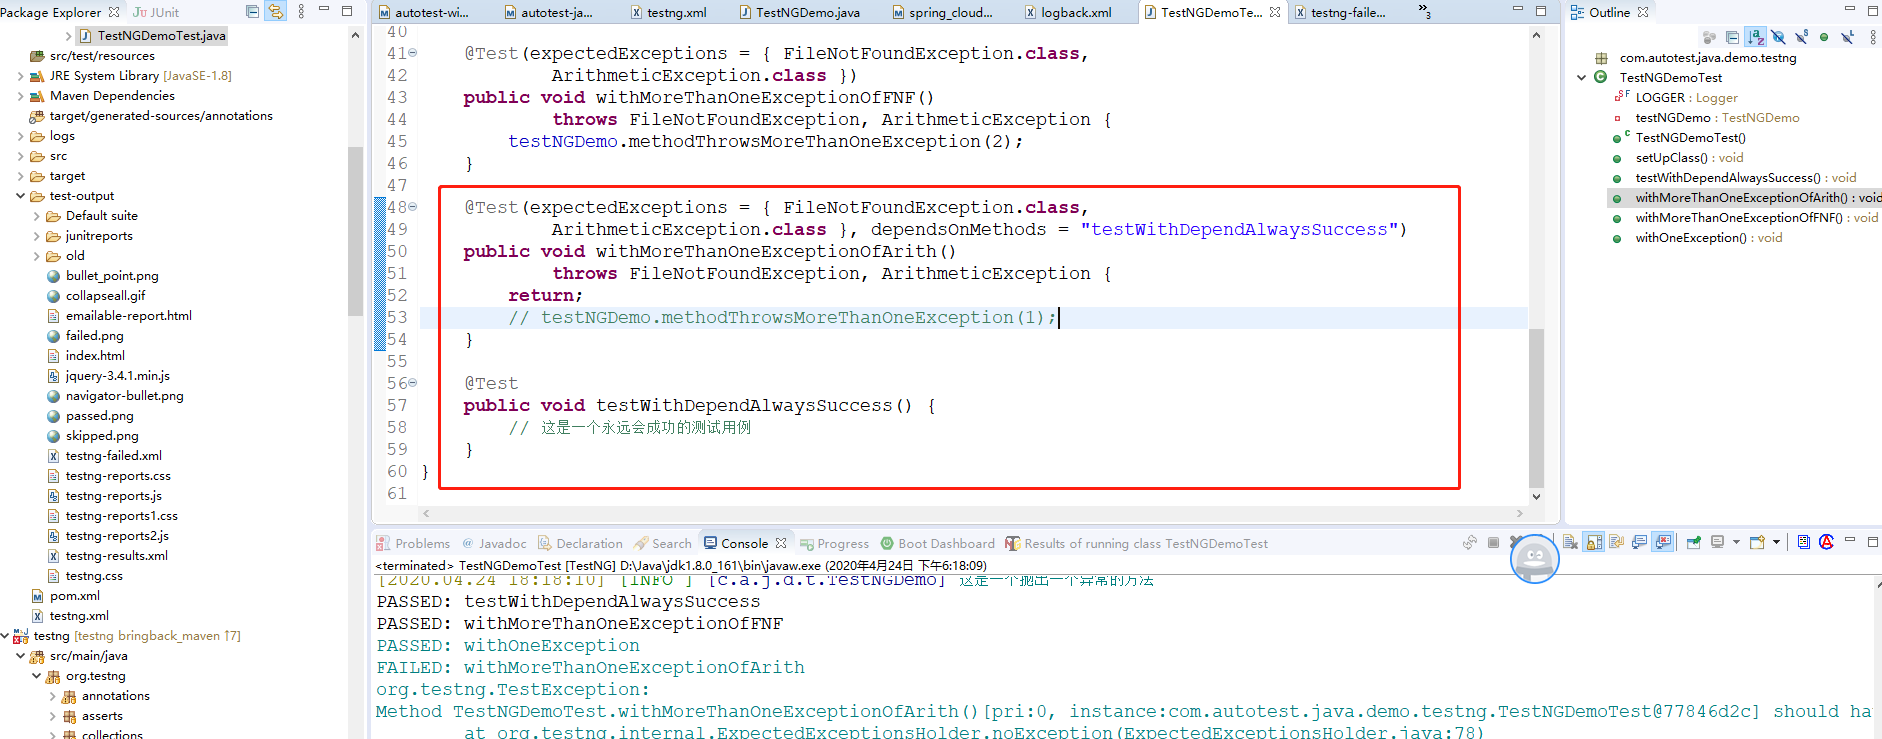 Package Explorer
JUnit
TestNGDemoTest.java
src/test/resources
JRE System Library [JavaSE-1.8]
Maven Dependencies
target/generated-sources/annotations
logs
src
target
test-output
Default suite
junitreports
old
bullet_point.png
collapseall.gif
emailable-report.html
failed.png
index.html
jquery-3.4.1.min.js
navigator-bullet.png
passed.png
skipped.png
testng-failed.xml
testng-reports.css
testng-reports.js
testng-reports1.css
testng-reports2.js
testng-results.xml
testng.css
pom.xml
testng.xml
testng [testng bringback_maven ↑7]
src/main/java
org.testng
annotations
asserts
collections
autotest-wi...
autotest-ja...
testng.xml
TestNGDemo.java
spring_cloud...
logback.xml
TestNGDemoTe...
testng-faile...
3
40
41 @Test(expectedExceptions = { FileNotFoundException.class,
42 ArithmeticException.class })
43 public void withMoreThanOneExceptionOfFNF()
44 throws FileNotFoundException, ArithmeticException {
45 testNGDemo.methodThrowsMoreThanOneException(2);
46 }
47
48 @Test(expectedExceptions = { FileNotFoundException.class,
49 ArithmeticException.class }, dependsOnMethods = "testWithDependAlwaysSuccess")
50 public void withMoreThanOneExceptionOfArith()
51 throws FileNotFoundException, ArithmeticException {
52 return;
53 // testNGDemo.methodThrowsMoreThanOneException(1);
54 }
55
56 @Test
57 public void testWithDependAlwaysSuccess() {
58 // 这是一个永远会成功的测试用例
59 }
60 }
61
Outline
com.autotest.java.demo.testng
TestNGDemoTest
LOGGER : Logger
testNGDemo : TestNGDemo
TestNGDemoTest()
setUpClass() : void
testWithDependAlwaysSuccess() : void
withMoreThanOneExceptionOfArith() : void
withMoreThanOneExceptionOfFNF() : void
withOneException() : void
Problems
@ Javadoc
Declaration
Search
Console
Progress
Boot Dashboard
Results of running class TestNGDemoTest
<terminated> TestNGDemoTest [TestNG] D:\Java\jdk1.8.0_161\bin\javaw.exe (2020年4月24日 下午6:18:09)
[2020.04.24 18:18:10] [INFO ] [c.a.j.d.t.TestNGDemo] 这是一个抛出一个异常的方法
PASSED: testWithDependAlwaysSuccess
PASSED: withMoreThanOneExceptionOfFNF
PASSED: withOneException
FAILED: withMoreThanOneExceptionOfArith
org.testng.TestException:
Method TestNGDemoTest.withMoreThanOneExceptionOfArith()[pri:0, instance:com.autotest.java.demo.testng.TestNGDemoTest@77846d2c] should ha
at org.testng.internal.ExpectedExceptionsHolder.noException(ExpectedExceptionsHolder.java:78)